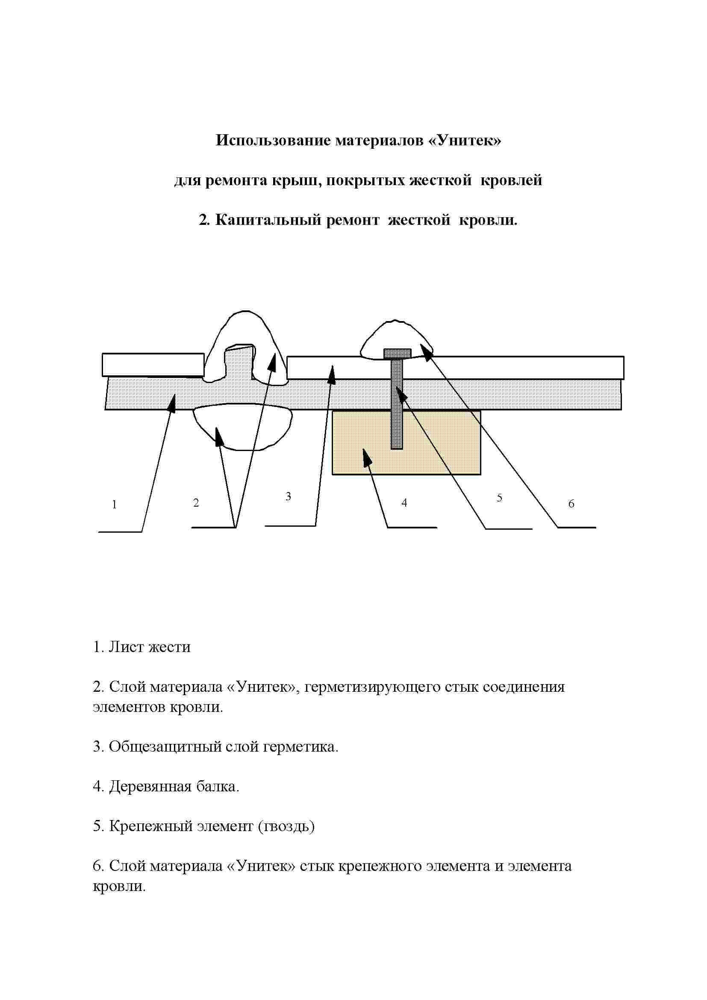 Использование материалов «Унитек»
для ремонта крыш, покрытых жесткой кровлей
2. Капитальный ремонт жесткой кровли.
1
2
3
4
5
6
1. Лист жести
2. Слой материала «Унитек», герметизирующего стык соединения
элементов кровли.
3. Общезащитный слой герметика.
4. Деревянная балка.
5. Крепежный элемент (гвоздь)
6. Слой материала «Унитек» стык крепежного элемента и элемента
кровли.